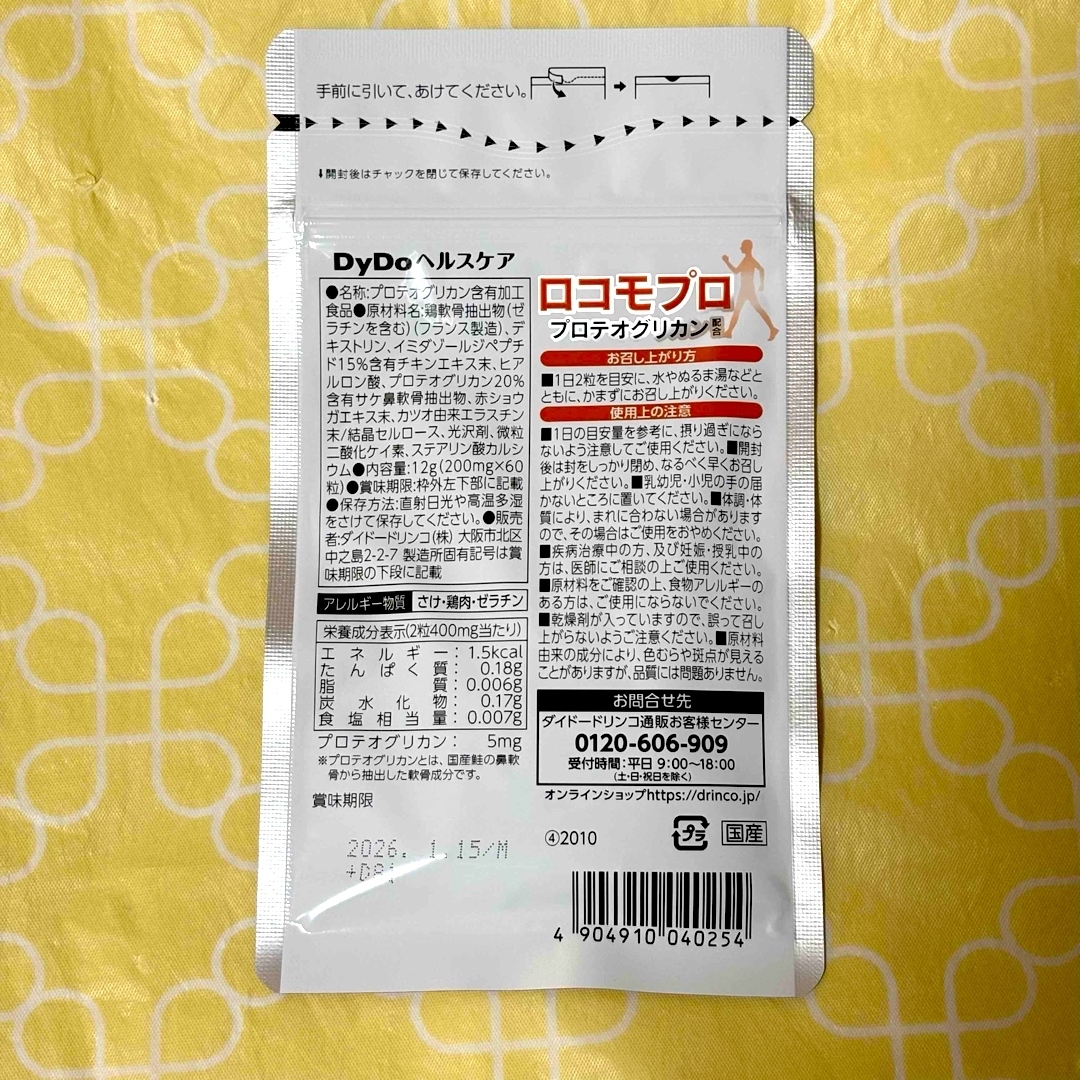 手前に引いて、あけてください。
⬇開封後はチャックを閉じて保存してください。
DyDoヘルスケア
●名称:プロテオグリカン含有加工
食品●原材料名:鶏軟骨抽出物(ゼ
ラチンを含む)(フランス製造)、デ
キストリン、イミダゾールジペプチ
ド15%含有チキンエキス末、ヒア
ルロン酸、プロテオグリカン20%
含有サケ鼻軟骨抽出物、赤ショウ
ガエキス末、カツオ由来エラスチン
末/結晶セルロース、光沢剤、微粒
二酸化ケイ素、ステアリン酸カルシ
ウム●内容量:12g(200mg×60
粒)●賞味期限:枠外左下部に記載
●保存方法:直射日光や高温多湿
をさけて保存してください。●販売
者:ダイドードリンコ(株) 大阪市北区
中之島2-2-7 製造所固有記号は賞
味期限の下段に記載
アレルギー物質 さけ・鶏肉・ゼラチン
栄養成分表示(2粒400mg当たり)
エネルギー:1.5kcal
たんぱく質:0.18g
脂質:0.006g
炭水化物:0.17g
食塩相当量:0.007g
プロテオグリカン: 5mg
※プロテオグリカンとは、国産鮭の鼻軟
骨から抽出した軟骨成分です。
賞味期限
2026. 1.15/M
ロコモプロ
プロテオグリカン配合
お召し上がり方
■1日2粒を目安に、水やぬるま湯などと
ともに、かまずにお召し上がりください。
使用上の注意
■1日の目安量を参考に、摂り過ぎになら
ないよう注意してご使用ください。■開封
後は封をしっかり閉め、なるべく早くお召し
上がりください。■乳幼児・小児の手の届
かないところに置いてください。■体調・体
質により、まれに合わない場合があります
ので、その場合はご使用をおやめください。
■疾病治療中の方、及び妊娠・授乳中の
方は、医師にご相談の上ご使用ください。
■原材料をご確認の上、食物アレルギーの
ある方は、ご使用にならないでください。
■乾燥剤が入っていますので、誤って召し
上がらないようご注意ください。■原材料
由来の成分により、色むらや斑点が見える
ことがありますが、品質には問題ありません。
お問合せ先
ダイドードリンコ通販お客様センター
0120-606-909
受付時間:平日 9:00〜18:00
(土・日・祝日を除く)
オンラインショップhttps://drinco.jp/
④2010
プラ
国産
4 904910 040254